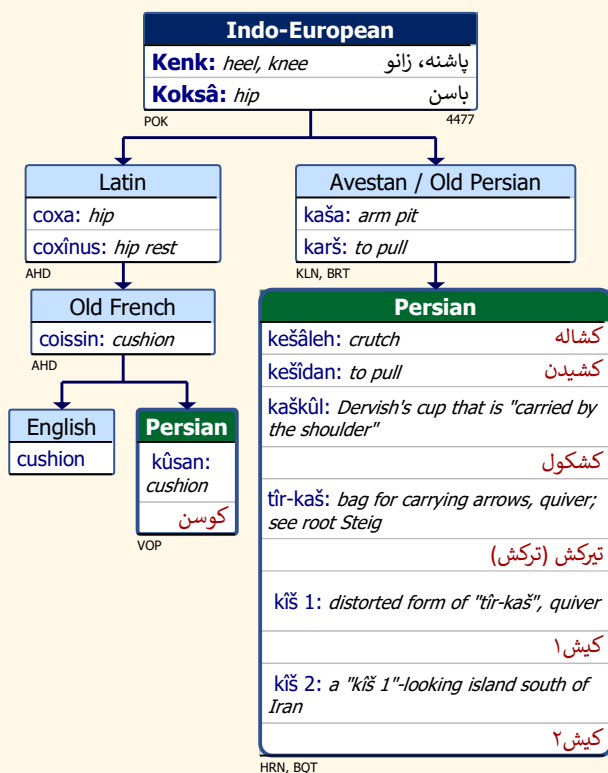 Indo-European
Kenk: heel, knee پاشنه، زانو
Koksâ: hip باسن
POK 4477
Latin
coxa: hip
coxînus: hip rest
AHD
Avestan / Old Persian
kaša: arm pit
karš: to pull
KLN, BRT
Old French
coissin: cushion
AHD
English
cushion
Persian
kûsan:
cushion
کوسن
VOP
Persian
kešâleh: crutch کشاله
kešîdan: to pull کشیدن
kaškûl: Dervish's cup that is "carried by
the shoulder"
کشکول
tîr-kaš: bag for carrying arrows, quiver;
see root Steig
تیرکش (ترکش)
kîš 1: distorted form of "tîr-kaš", quiver
کیش۱
kîš 2: a "kîš 1"-looking island south of
Iran
کیش۲
HRN, BQT